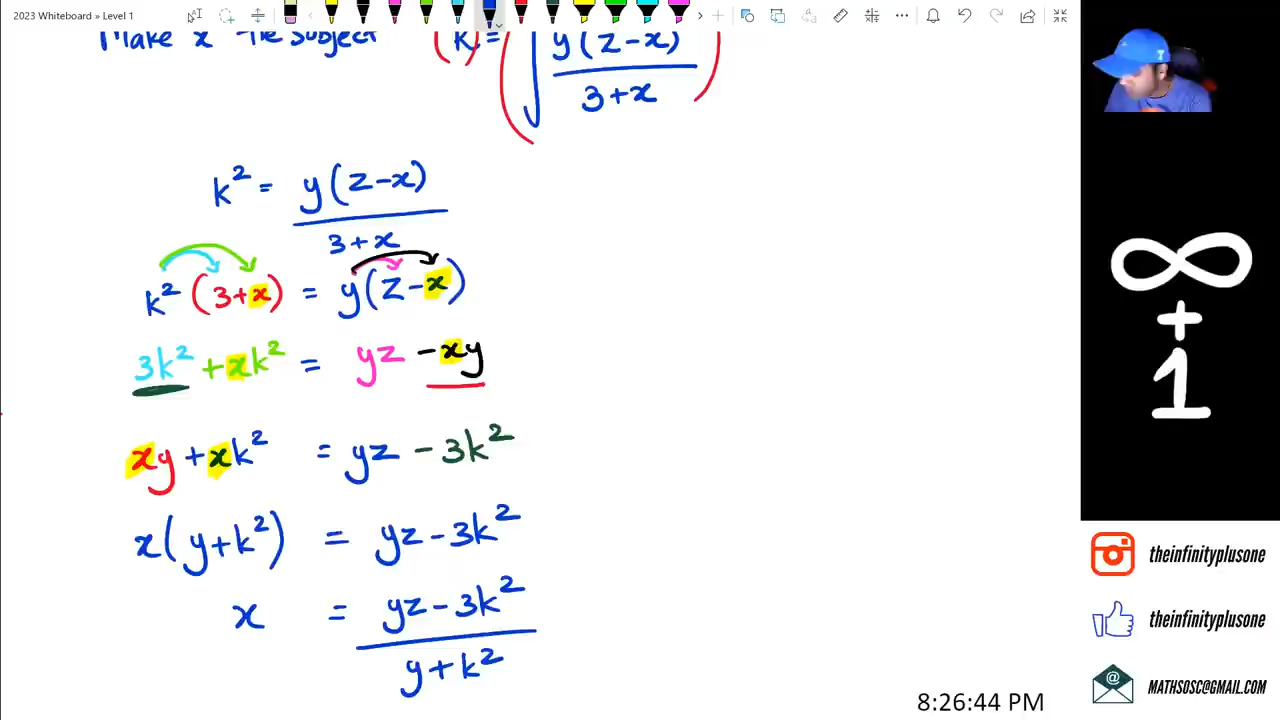 2023 Whiteboard » Level 1
Make x the subject (k) = (√(y(z-x)/(3+x)))
k² = y(z-x)/(3+x)
k²(3+x) = y(z-x)
3k² + xk² = yz - xy
xy + xk² = yz - 3k²
x(y+k²) = yz - 3k²
x = (yz - 3k²)/(y+k²)
∞
+
1
theinfinityplusone
theinfinityplusone
MATHSOSC@GMAIL.COM
8:26:44 PM